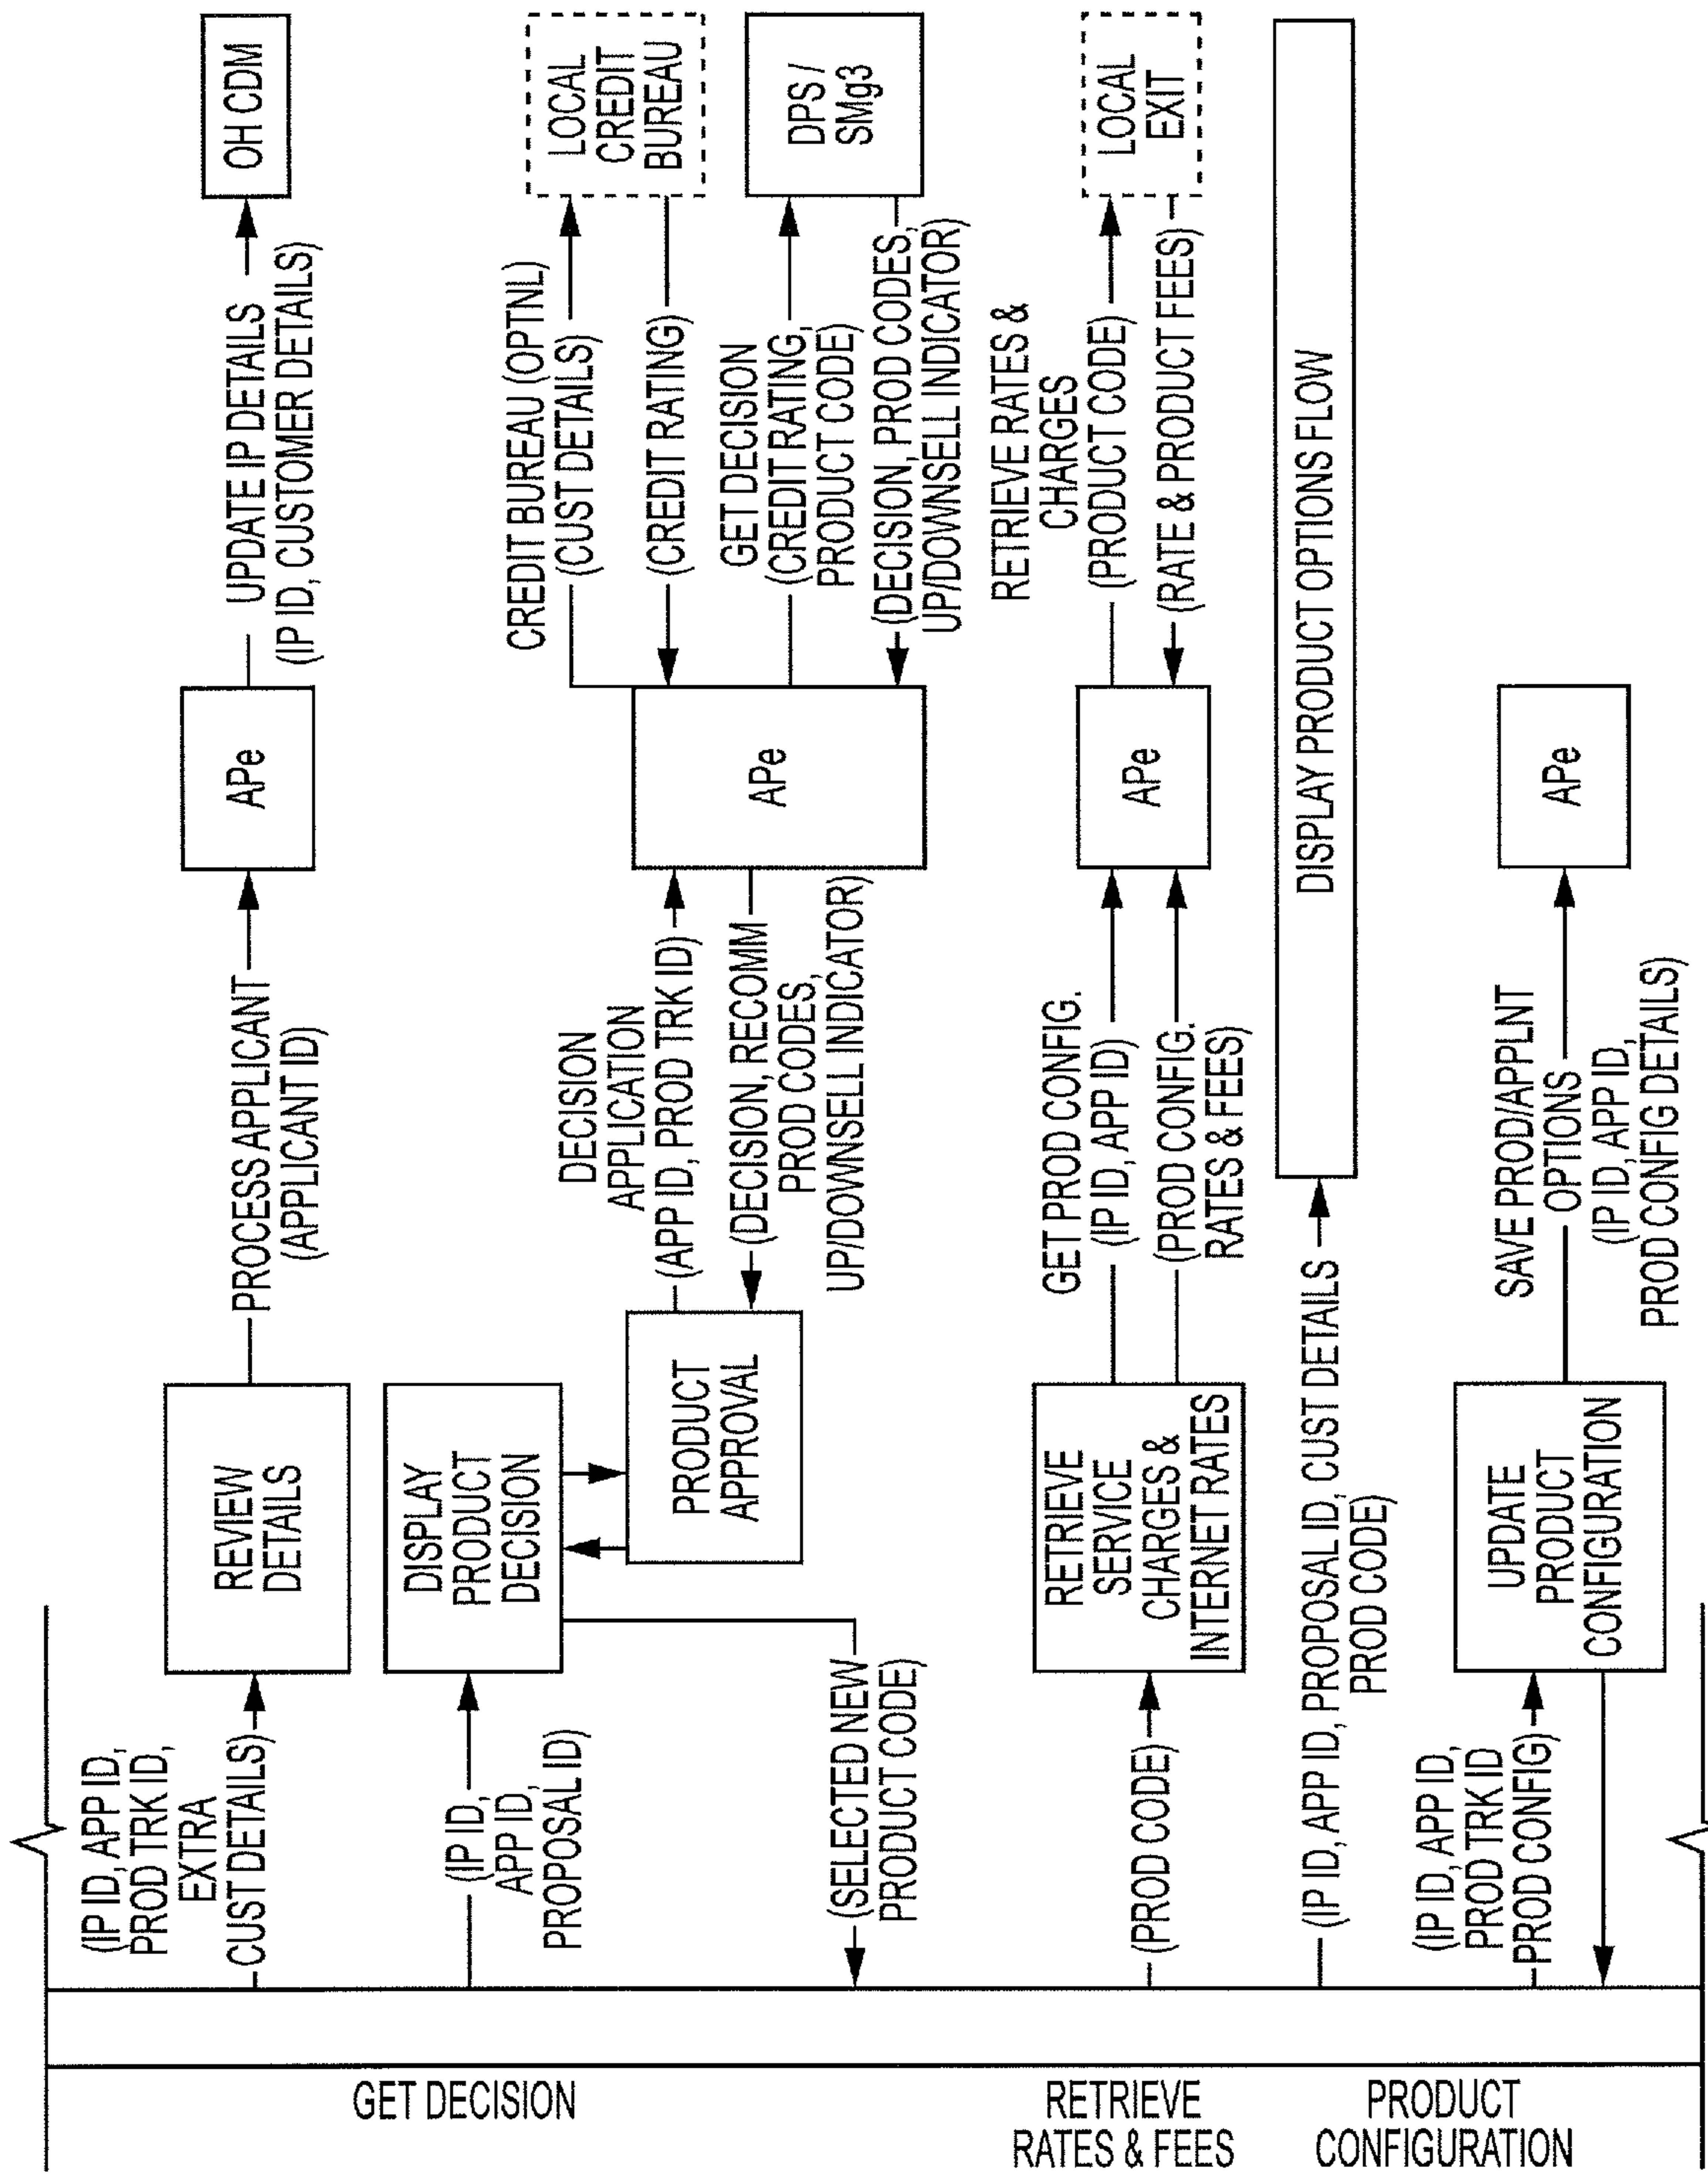 GET DECISION
RETRIEVE
RATES & FEES
PRODUCT
CONFIGURATION
(IP ID, APP ID,
PROD TRK ID,
EXTRA
CUST DETAILS)
REVIEW
DETAILS
PROCESS APPLICANT
(APPLICANT ID)
APe
UPDATE IP DETAILS
(IP ID, CUSTOMER DETAILS)
OH CDM
(IP ID,
APP ID,
PROPOSAL ID)
DISPLAY
PRODUCT
DECISION
PRODUCT
APPROVAL
(SELECTED NEW
PRODUCT CODE)
DECISION
APPLICATION
(APP ID, PROD TRK ID)
(DECISION, RECOMM
PROD CODES,
UP/DOWNSELL INDICATOR)
APe
CREDIT BUREAU (OPTNL)
(CUST DETAILS)
(CREDIT RATING)
GET DECISION
(CREDIT RATING,
PRODUCT CODE)
(DECISION, PROD CODES,
UP/DOWNSELL INDICATOR)
LOCAL
CREDIT
BUREAU
DPS /
SMg3
(PROD CODE)
RETRIEVE
SERVICE
CHARGES &
INTERNET RATES
GET PROD CONFIG.
(IP ID, APP ID)
(PROD CONFIG.
RATES & FEES)
APe
RETRIEVE RATES &
CHARGES
(PRODUCT CODE)
(RATE & PRODUCT FEES)
LOCAL
EXIT
(IP ID, APP ID, PROPOSAL ID, CUST DETAILS
PROD CODE)
DISPLAY PRODUCT OPTIONS FLOW
(IP ID, APP ID,
PROD TRK ID
PROD CONFIG)
UPDATE
PRODUCT
CONFIGURATION
SAVE PROD/APPLNT
OPTIONS
(IP ID, APP ID,
PROD CONFIG DETAILS)
APe